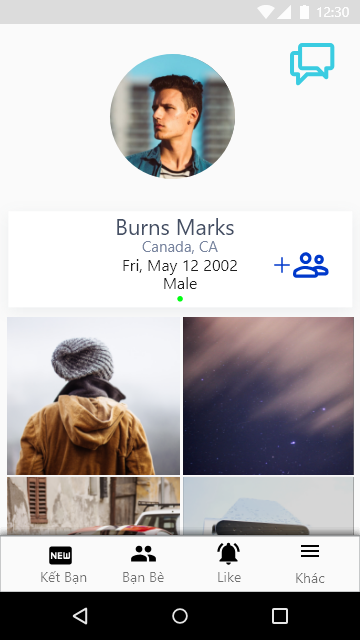 12:30
Burns Marks
Canada, CA
Fri, May 12 2002
Male
NEW
Kết Bạn
Bạn Bè
Like
Khác